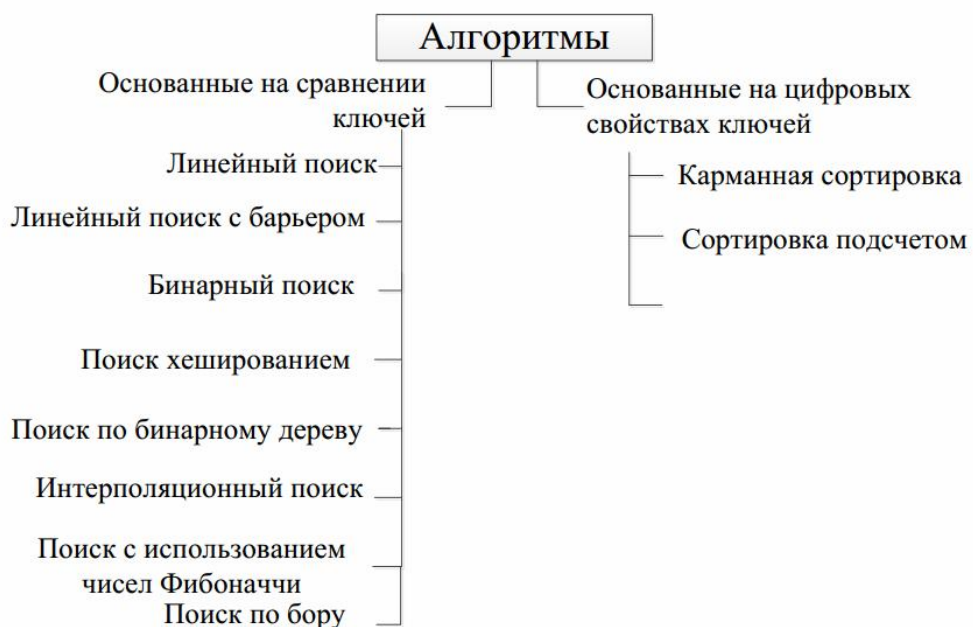 Алгоритмы
Основанные на сравнении
ключей
Линейный поиск
Линейный поиск с барьером
Бинарный поиск
Поиск хешированием
Поиск по бинарному дереву
Интерполяционный поиск
Поиск с использованием
чисел Фибоначчи
Поиск по бору
Основанные на цифровых
свойствах ключей
Карманная сортировка
Сортировка подсчетом